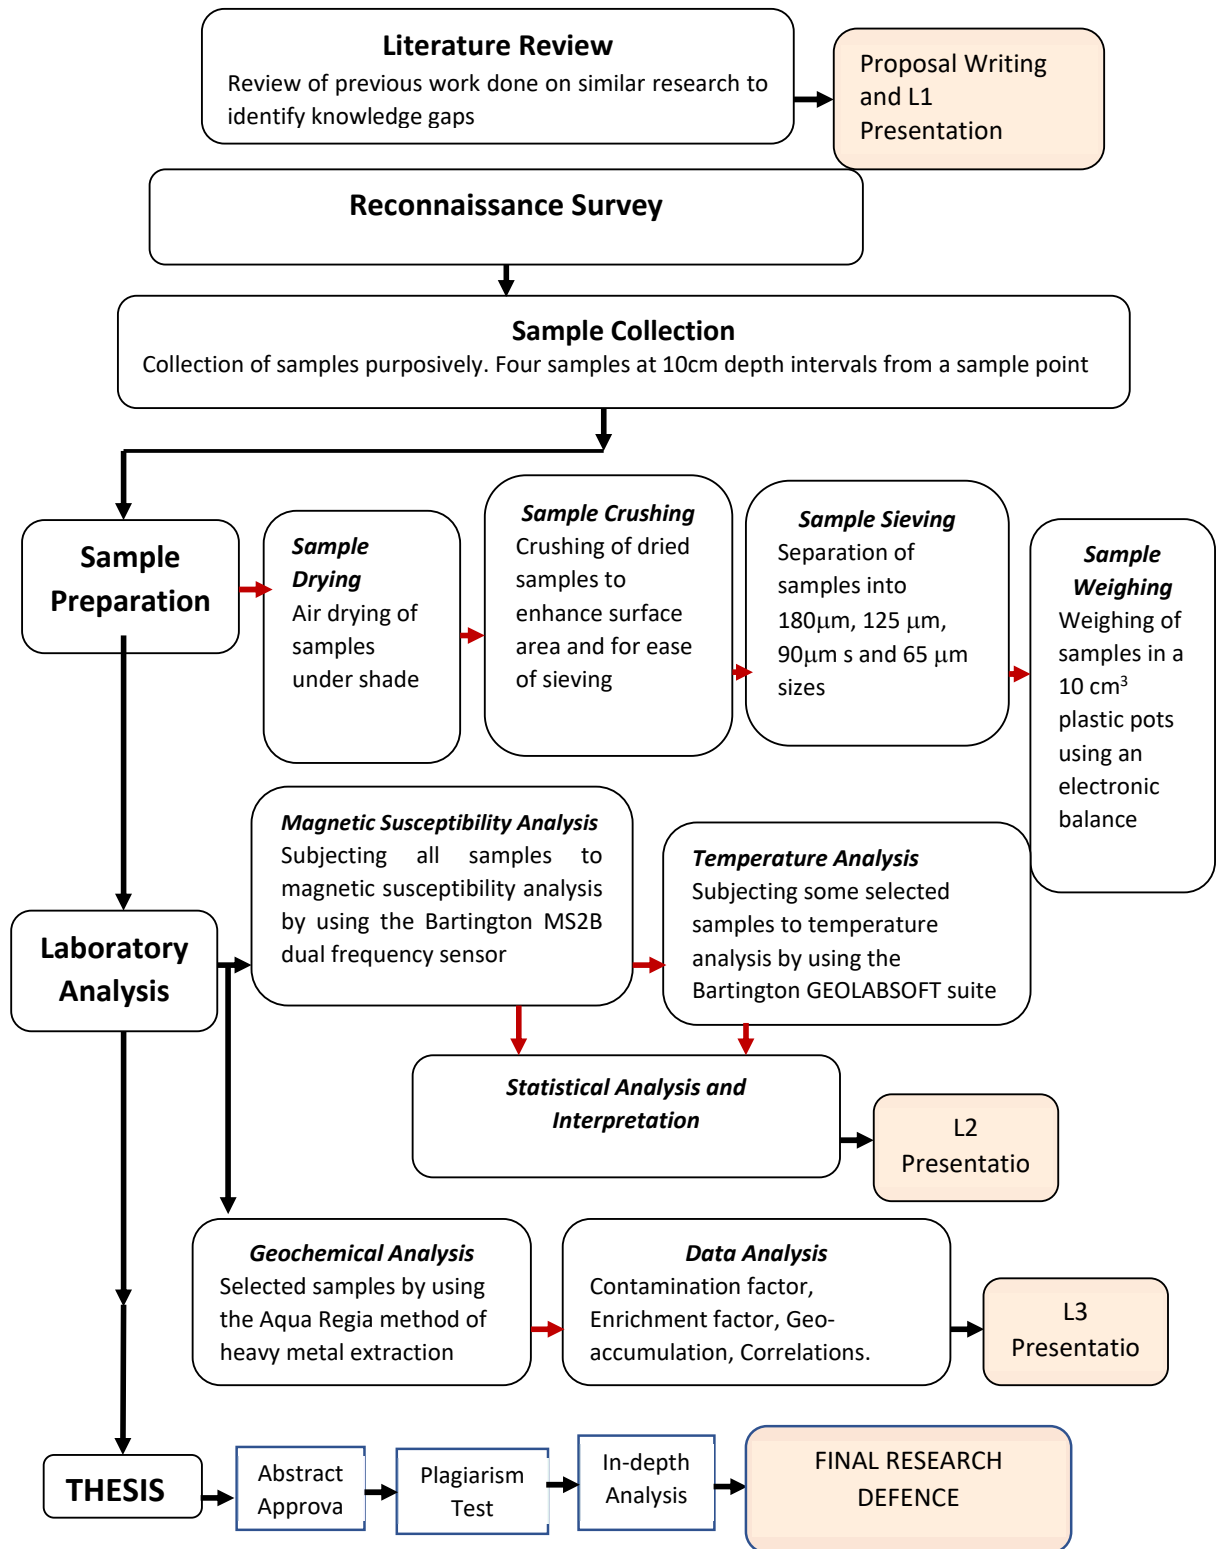 Literature Review
Review of previous work done on similar research to
identify knowledge gaps
Proposal Writing
and L1
Presentation
Reconnaissance Survey
Sample Collection
Collection of samples purposively. Four samples at 10cm depth intervals from a sample point
Sample
Preparation
Sample
Drying
Air drying of
samples
under shade
Sample Crushing
Crushing of dried
samples to
enhance surface
area and for ease
of sieving
Sample Sieving
Separation of
samples into
180μm, 125 μm,
90μm s and 65 μm
sizes
Sample
Weighing
Weighing of
samples in a
10 cm³
plastic pots
using an
electronic
balance
Laboratory
Analysis
Magnetic Susceptibility Analysis
Subjecting all samples to
magnetic susceptibility analysis
by using the Bartington MS2B
dual frequency sensor
Temperature Analysis
Subjecting some selected
samples to temperature
analysis by using the
Bartington GEOLABSOFT suite
Statistical Analysis and
Interpretation
L2
Presentatio
Geochemical Analysis
Selected samples by using
the Aqua Regia method of
heavy metal extraction
Data Analysis
Contamination factor,
Enrichment factor, Geo-
accumulation, Correlations.
L3
Presentatio
THESIS
Abstract
Approva
Plagiarism
Test
In-depth
Analysis
FINAL RESEARCH
DEFENCE